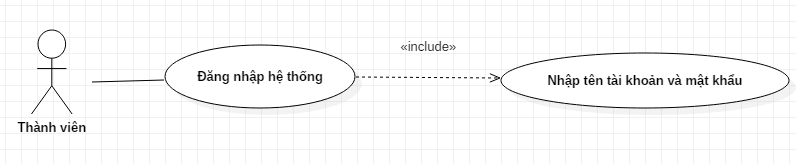 «include»
Đăng nhập hệ thống
Nhập tên tài khoản và mật khẩu
Thành viên